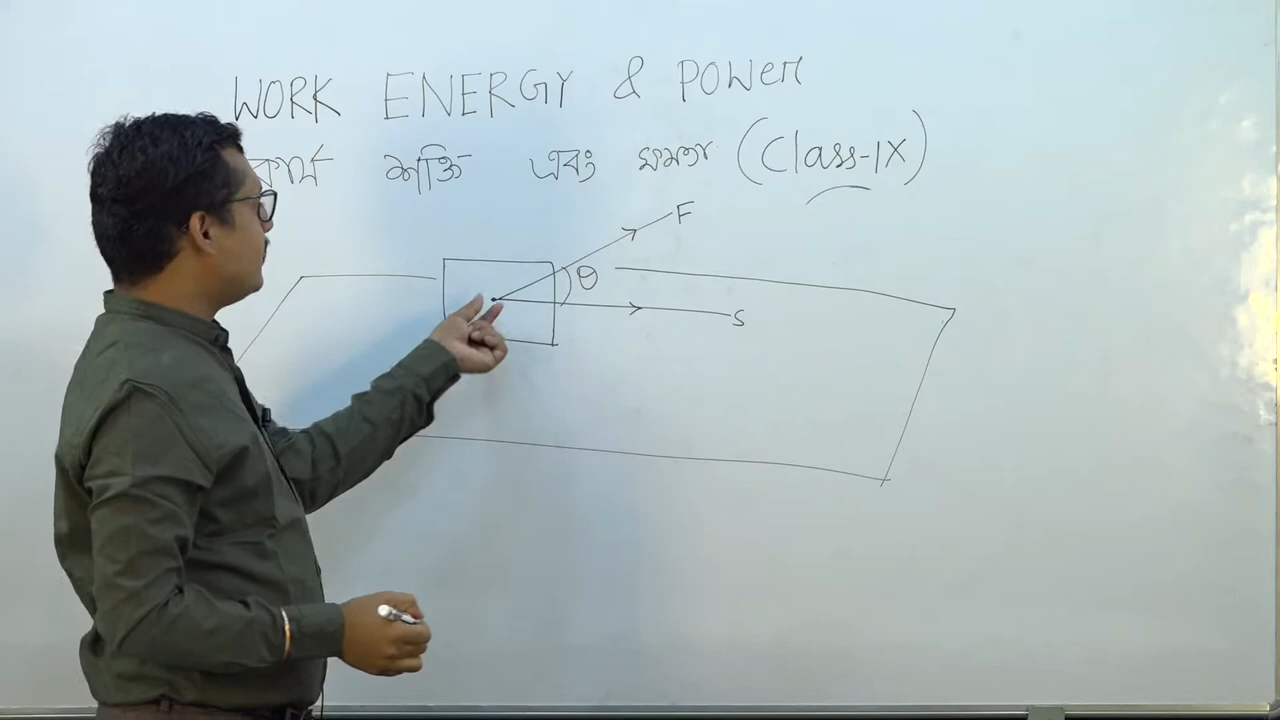 WORK ENERGY & POWER
কার্য শক্তি এবং ক্ষমতা (Class-IX)
F
θ
S